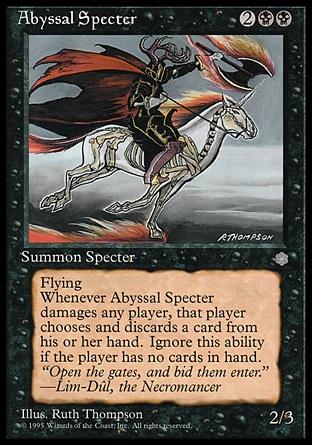 Abyssal Specter 2
R.THOMPSON
Summon Specter
Flying
Whenever Abyssal Specter
damages any player, that player
chooses and discards a card from
his or her hand. Ignore this ability
if the player has no cards in hand.
“Open the gates, and bid them enter.”
—Lim-Dûl, the Necromancer
Illus. Ruth Thompson 2/3
© 1995 Wizards of the Coast, Inc. All rights reserved.